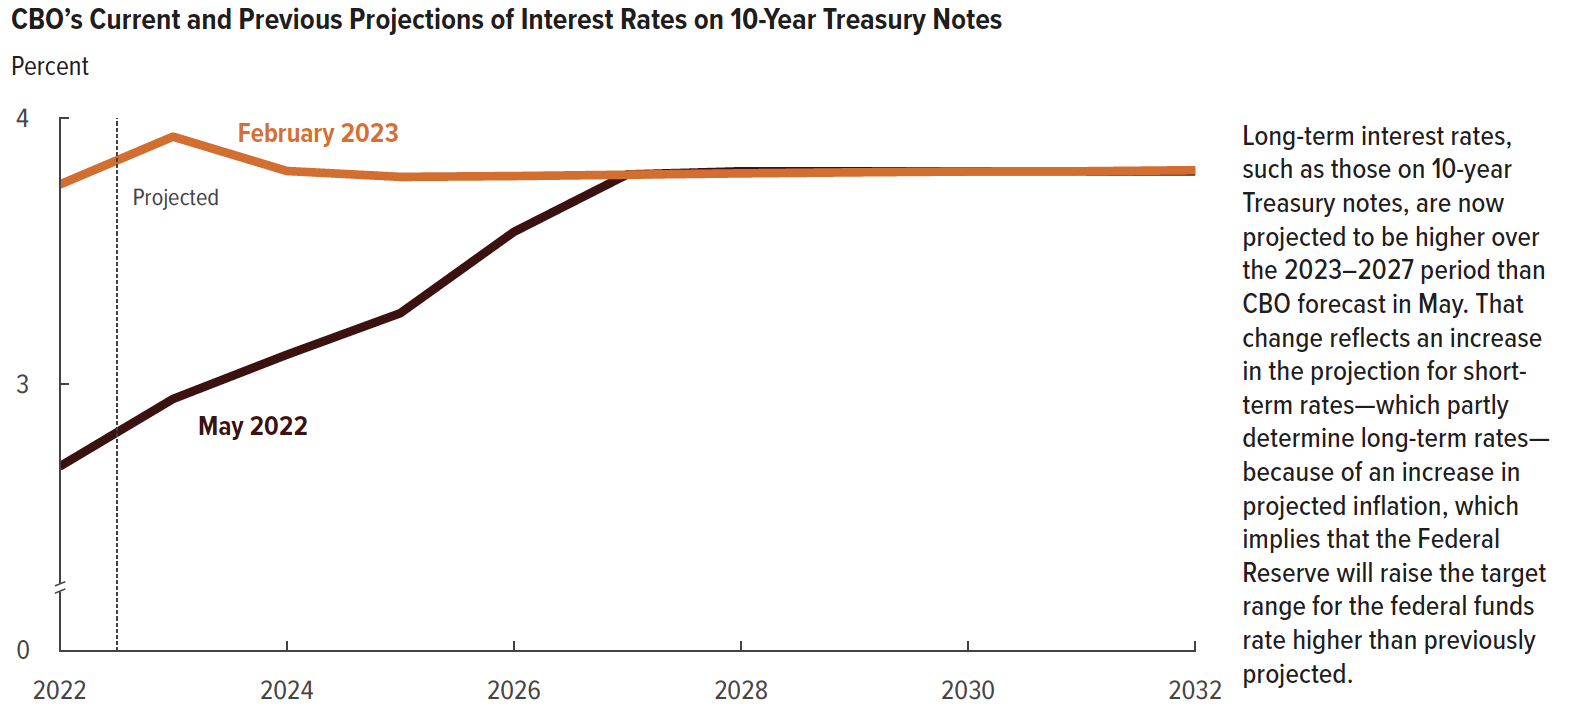 CBO’s Current and Previous Projections of Interest Rates on 10-Year Treasury Notes
Percent
4
February 2023
Projected
3
May 2022
0
2022 2024 2026 2028 2030 2032
Long-term interest rates,
such as those on 10-year
Treasury notes, are now
projected to be higher over
the 2023–2027 period than
CBO forecast in May. That
change reflects an increase
in the projection for short-
term rates—which partly
determine long-term rates—
because of an increase in
projected inflation, which
implies that the Federal
Reserve will raise the target
range for the federal funds
rate higher than previously
projected.